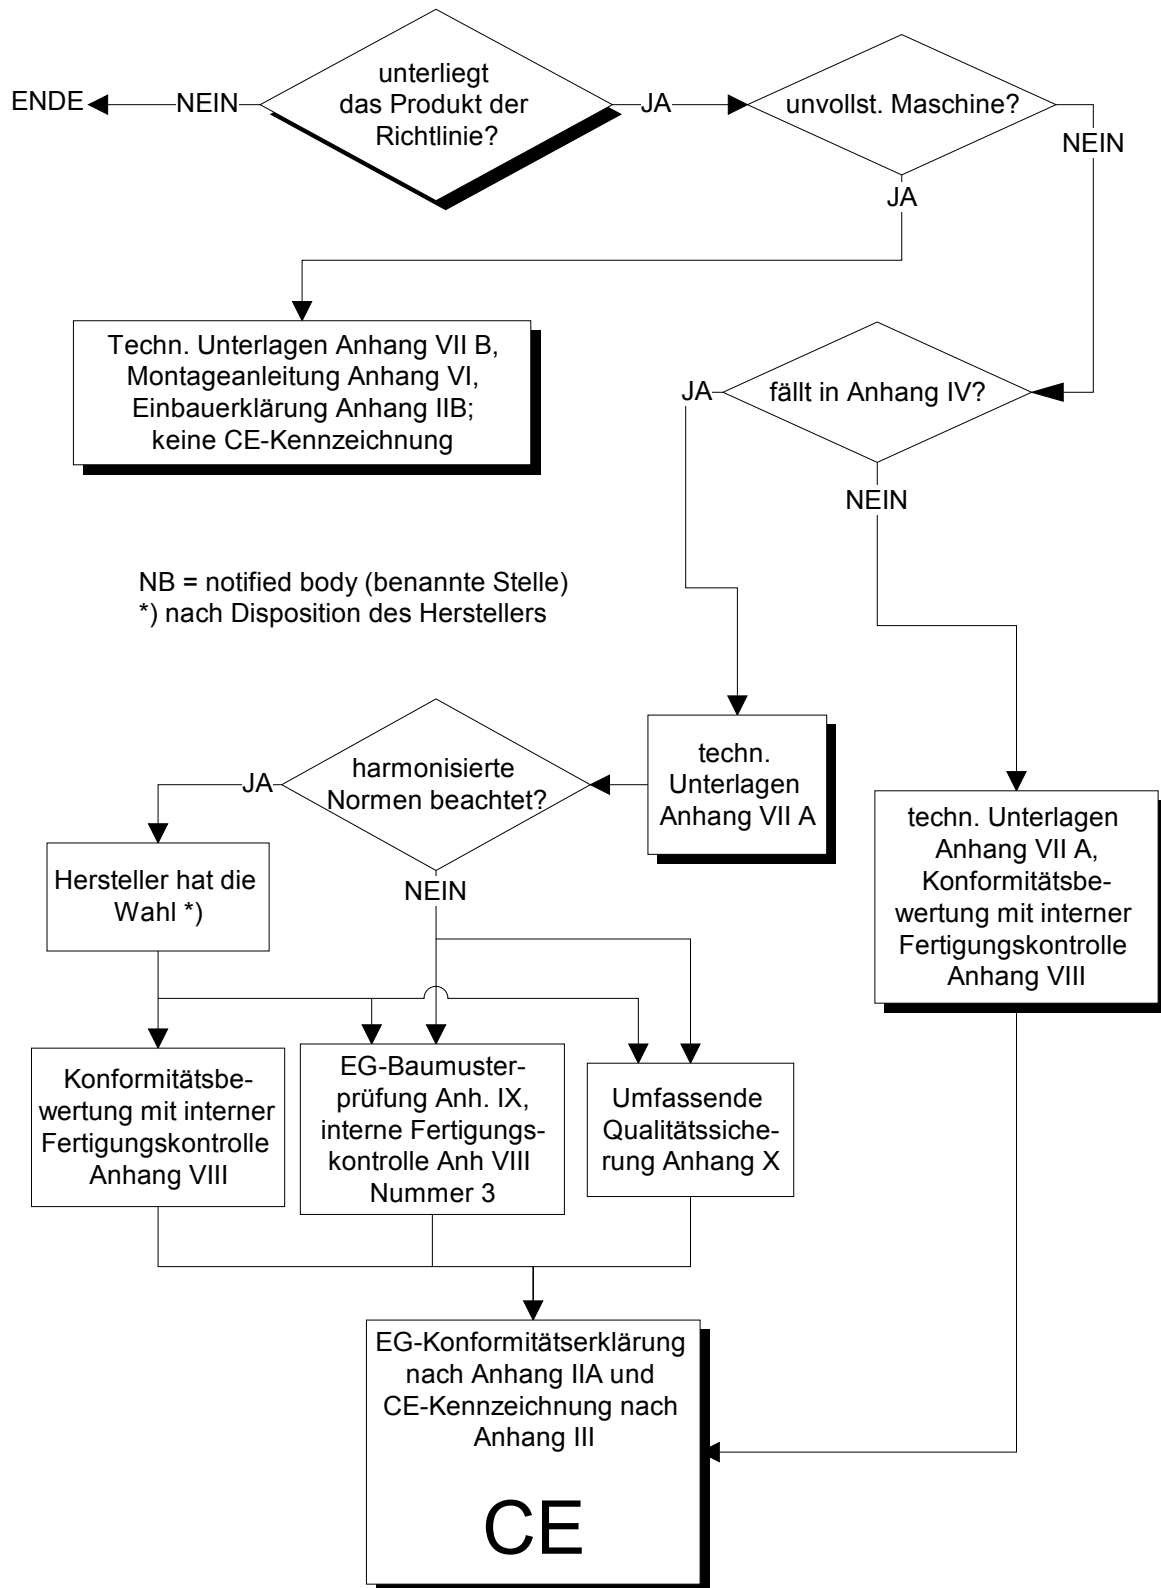 unterliegt
das Produkt der
Richtlinie?
ENDE
NEIN
JA
unvollst. Maschine?
NEIN
JA
Techn. Unterlagen Anhang VII B,
Montageanleitung Anhang VI,
Einbauerklärung Anhang IIB;
keine CE-Kennzeichnung
JA
fällt in Anhang IV?
NEIN
NB = notified body (benannte Stelle)
*) nach Disposition des Herstellers
techn.
Unterlagen
Anhang VII A
JA
harmonisierte
Normen beachtet?
NEIN
techn. Unterlagen
Anhang VII A,
Konformitätsbe-
wertung mit interner
Fertigungskontrolle
Anhang VIII
Hersteller hat die
Wahl *)
Konformitätsbe-
wertung mit interner
Fertigungskontrolle
Anhang VIII
EG-Baumuster-
prüfung Anh. IX,
interne Fertigungs-
kontrolle Anh VIII
Nummer 3
Umfassende
Qualitätssiche-
rung Anhang X
EG-Konformitätserklärung
nach Anhang IIA und
CE-Kennzeichnung nach
Anhang III
CE